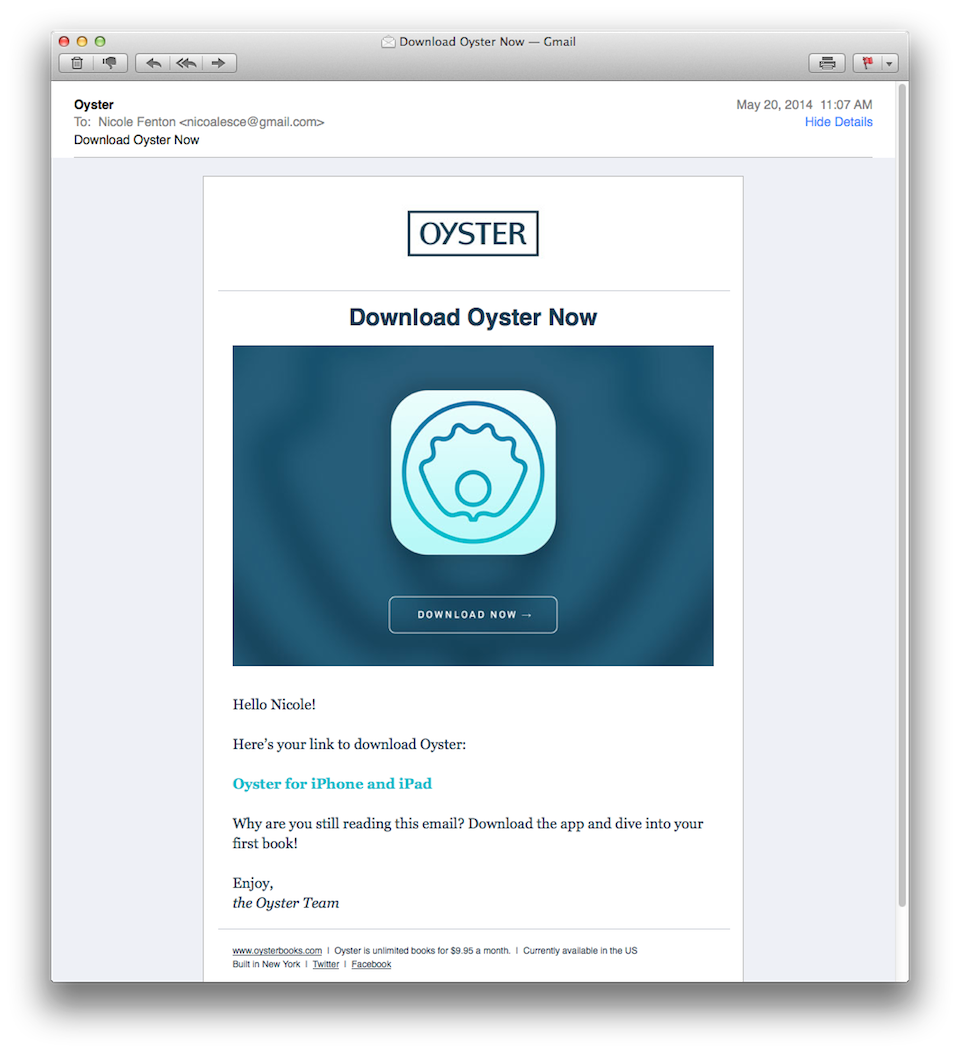 Download Oyster Now — Gmail
Oyster
May 20, 2014 11:07 AM
To: Nicole Fenton <nicoalesce@gmail.com>
Hide Details
Download Oyster Now
OYSTER
Download Oyster Now
DOWNLOAD NOW →
Hello Nicole!
Here’s your link to download Oyster:
Oyster for iPhone and iPad
Why are you still reading this email? Download the app and dive into your
first book!
Enjoy,
the Oyster Team
www.oysterbooks.com | Oyster is unlimited books for $9.95 a month. | Currently available in the US
Built in New York | Twitter | Facebook